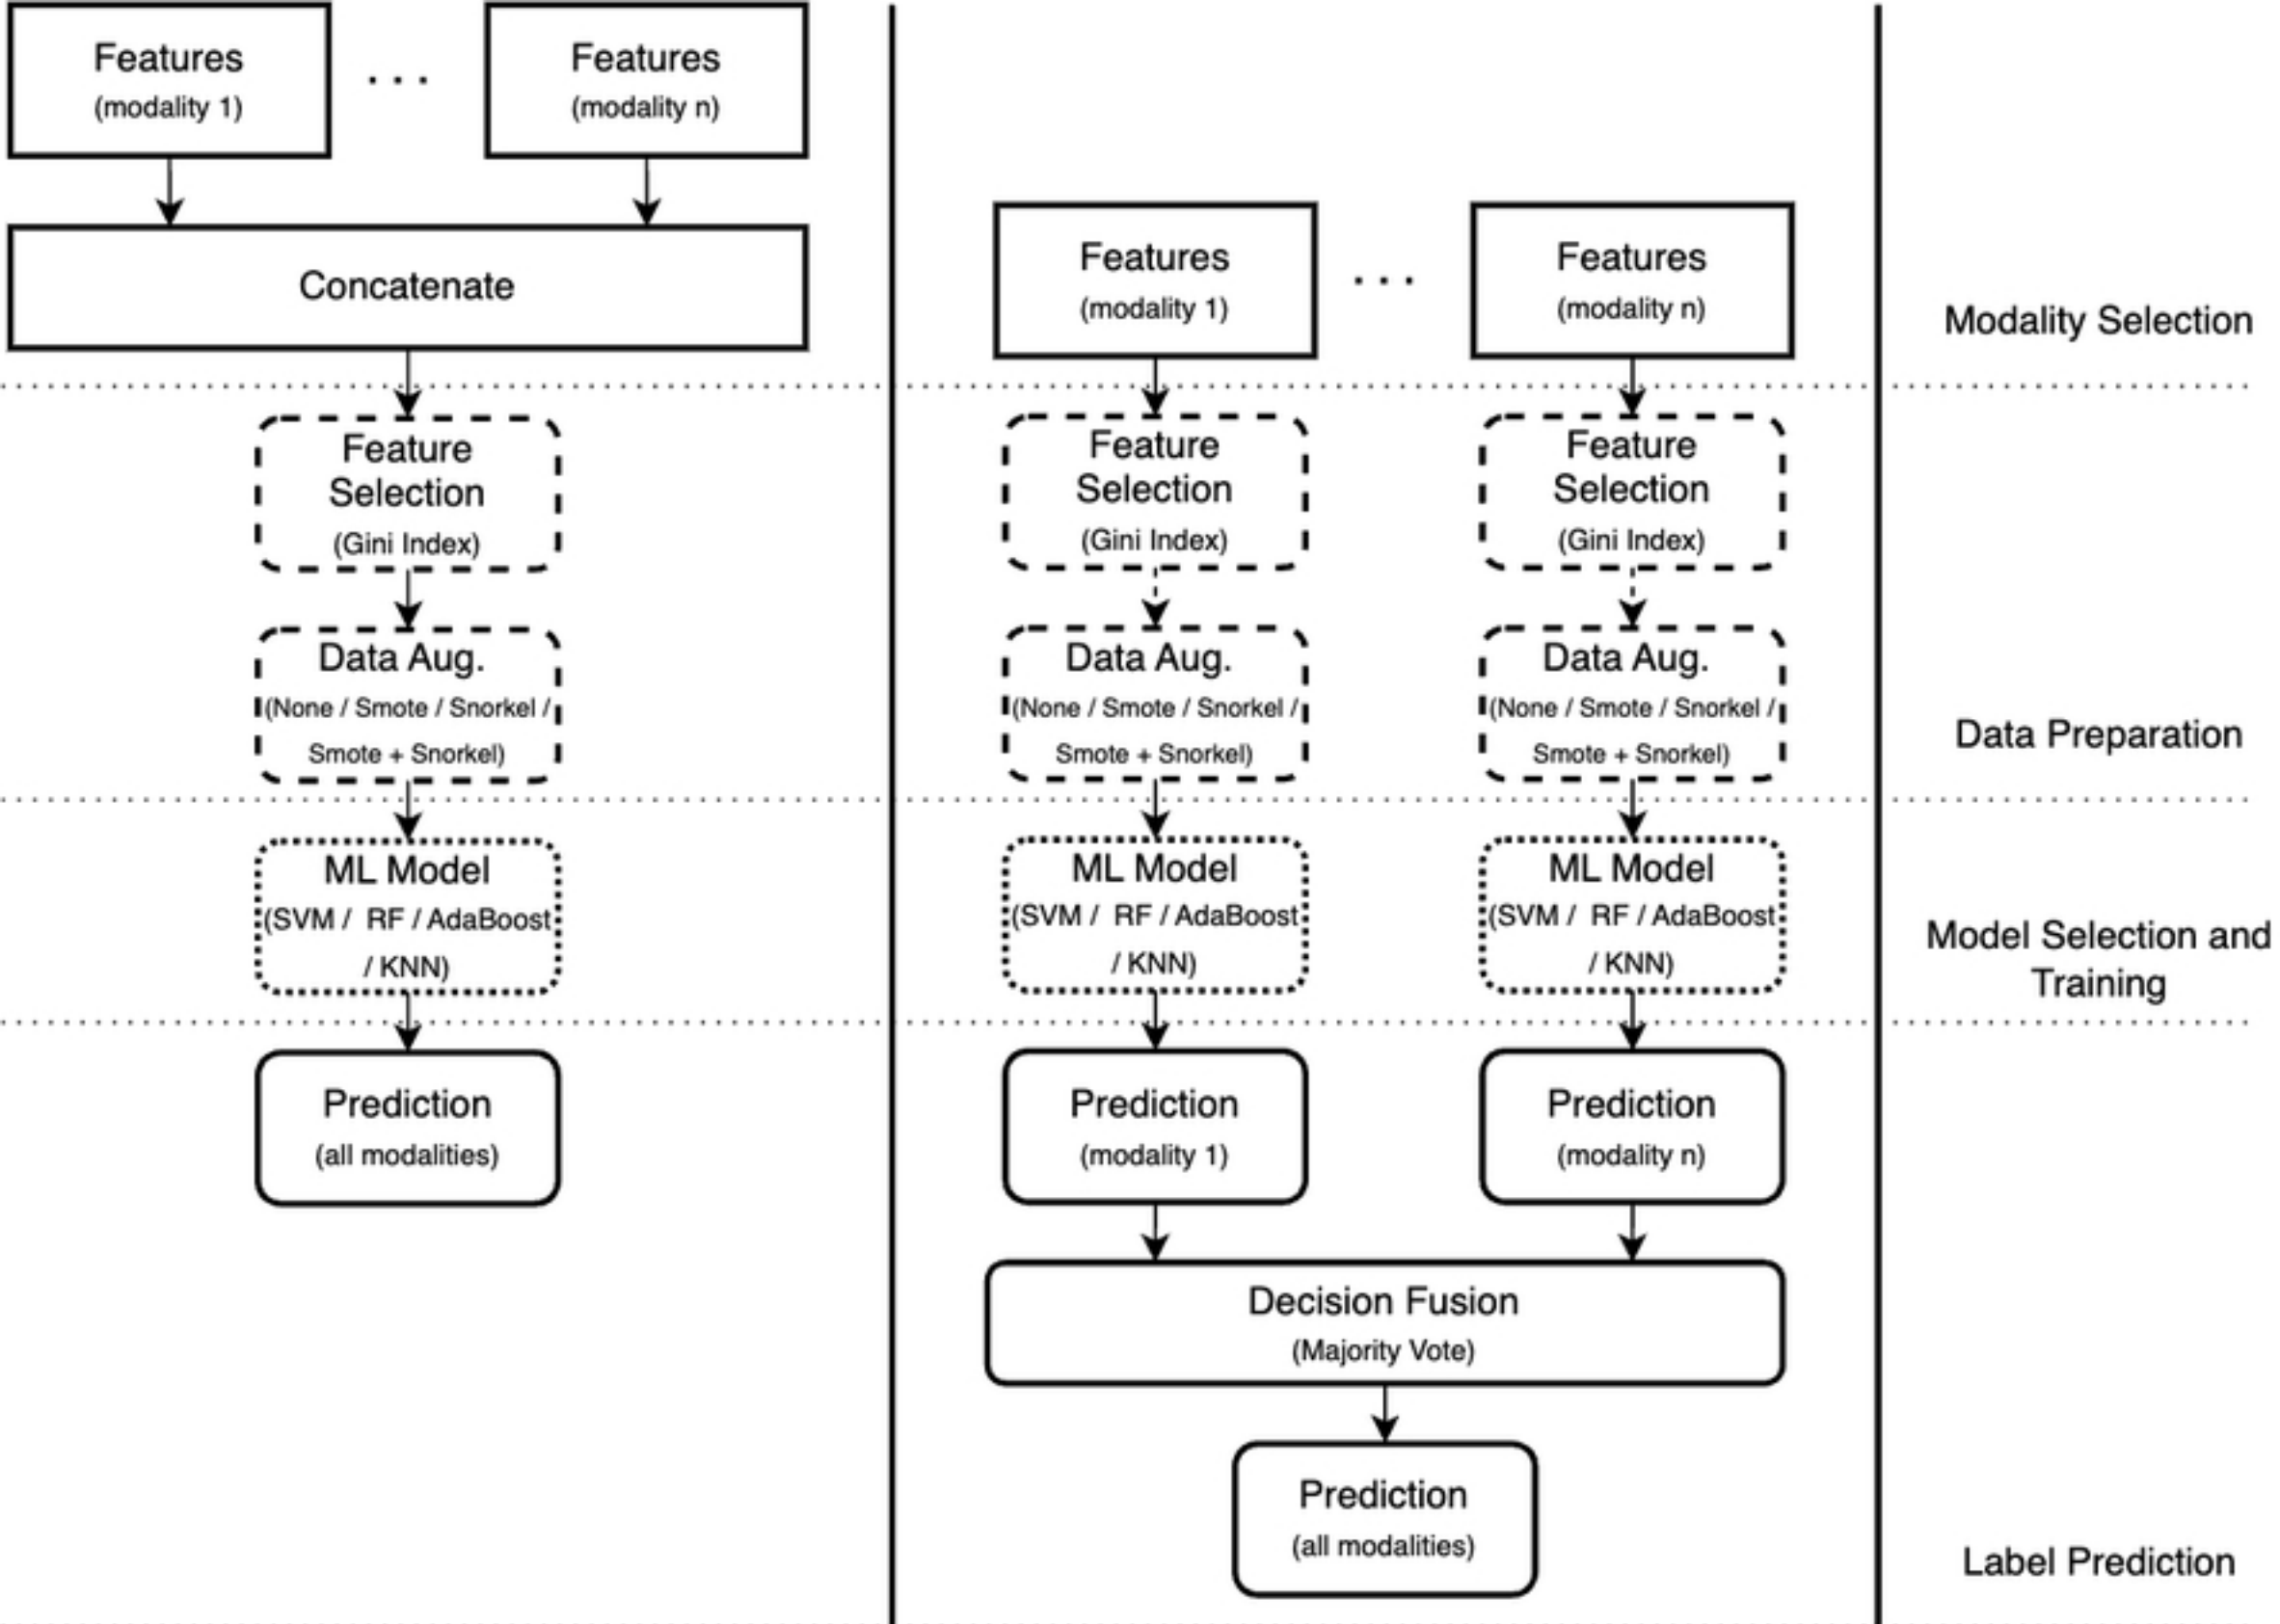 Features
(modality 1)
. . .
Features
(modality n)
Concatenate
Feature
Selection
(Gini Index)
Data Aug.
(None / Smote / Snorkel /
Smote + Snorkel)
ML Model
(SVM / RF / AdaBoost
/ KNN)
Prediction
(all modalities)
Features
(modality 1)
. . .
Features
(modality n)
Feature
Selection
(Gini Index)
Feature
Selection
(Gini Index)
Data Aug.
(None / Smote / Snorkel /
Smote + Snorkel)
Data Aug.
(None / Smote / Snorkel /
Smote + Snorkel)
ML Model
(SVM / RF / AdaBoost
/ KNN)
ML Model
(SVM / RF / AdaBoost
/ KNN)
Prediction
(modality 1)
Prediction
(modality n)
Decision Fusion
(Majority Vote)
Prediction
(all modalities)
Modality Selection
Data Preparation
Model Selection and
Training
Label Prediction